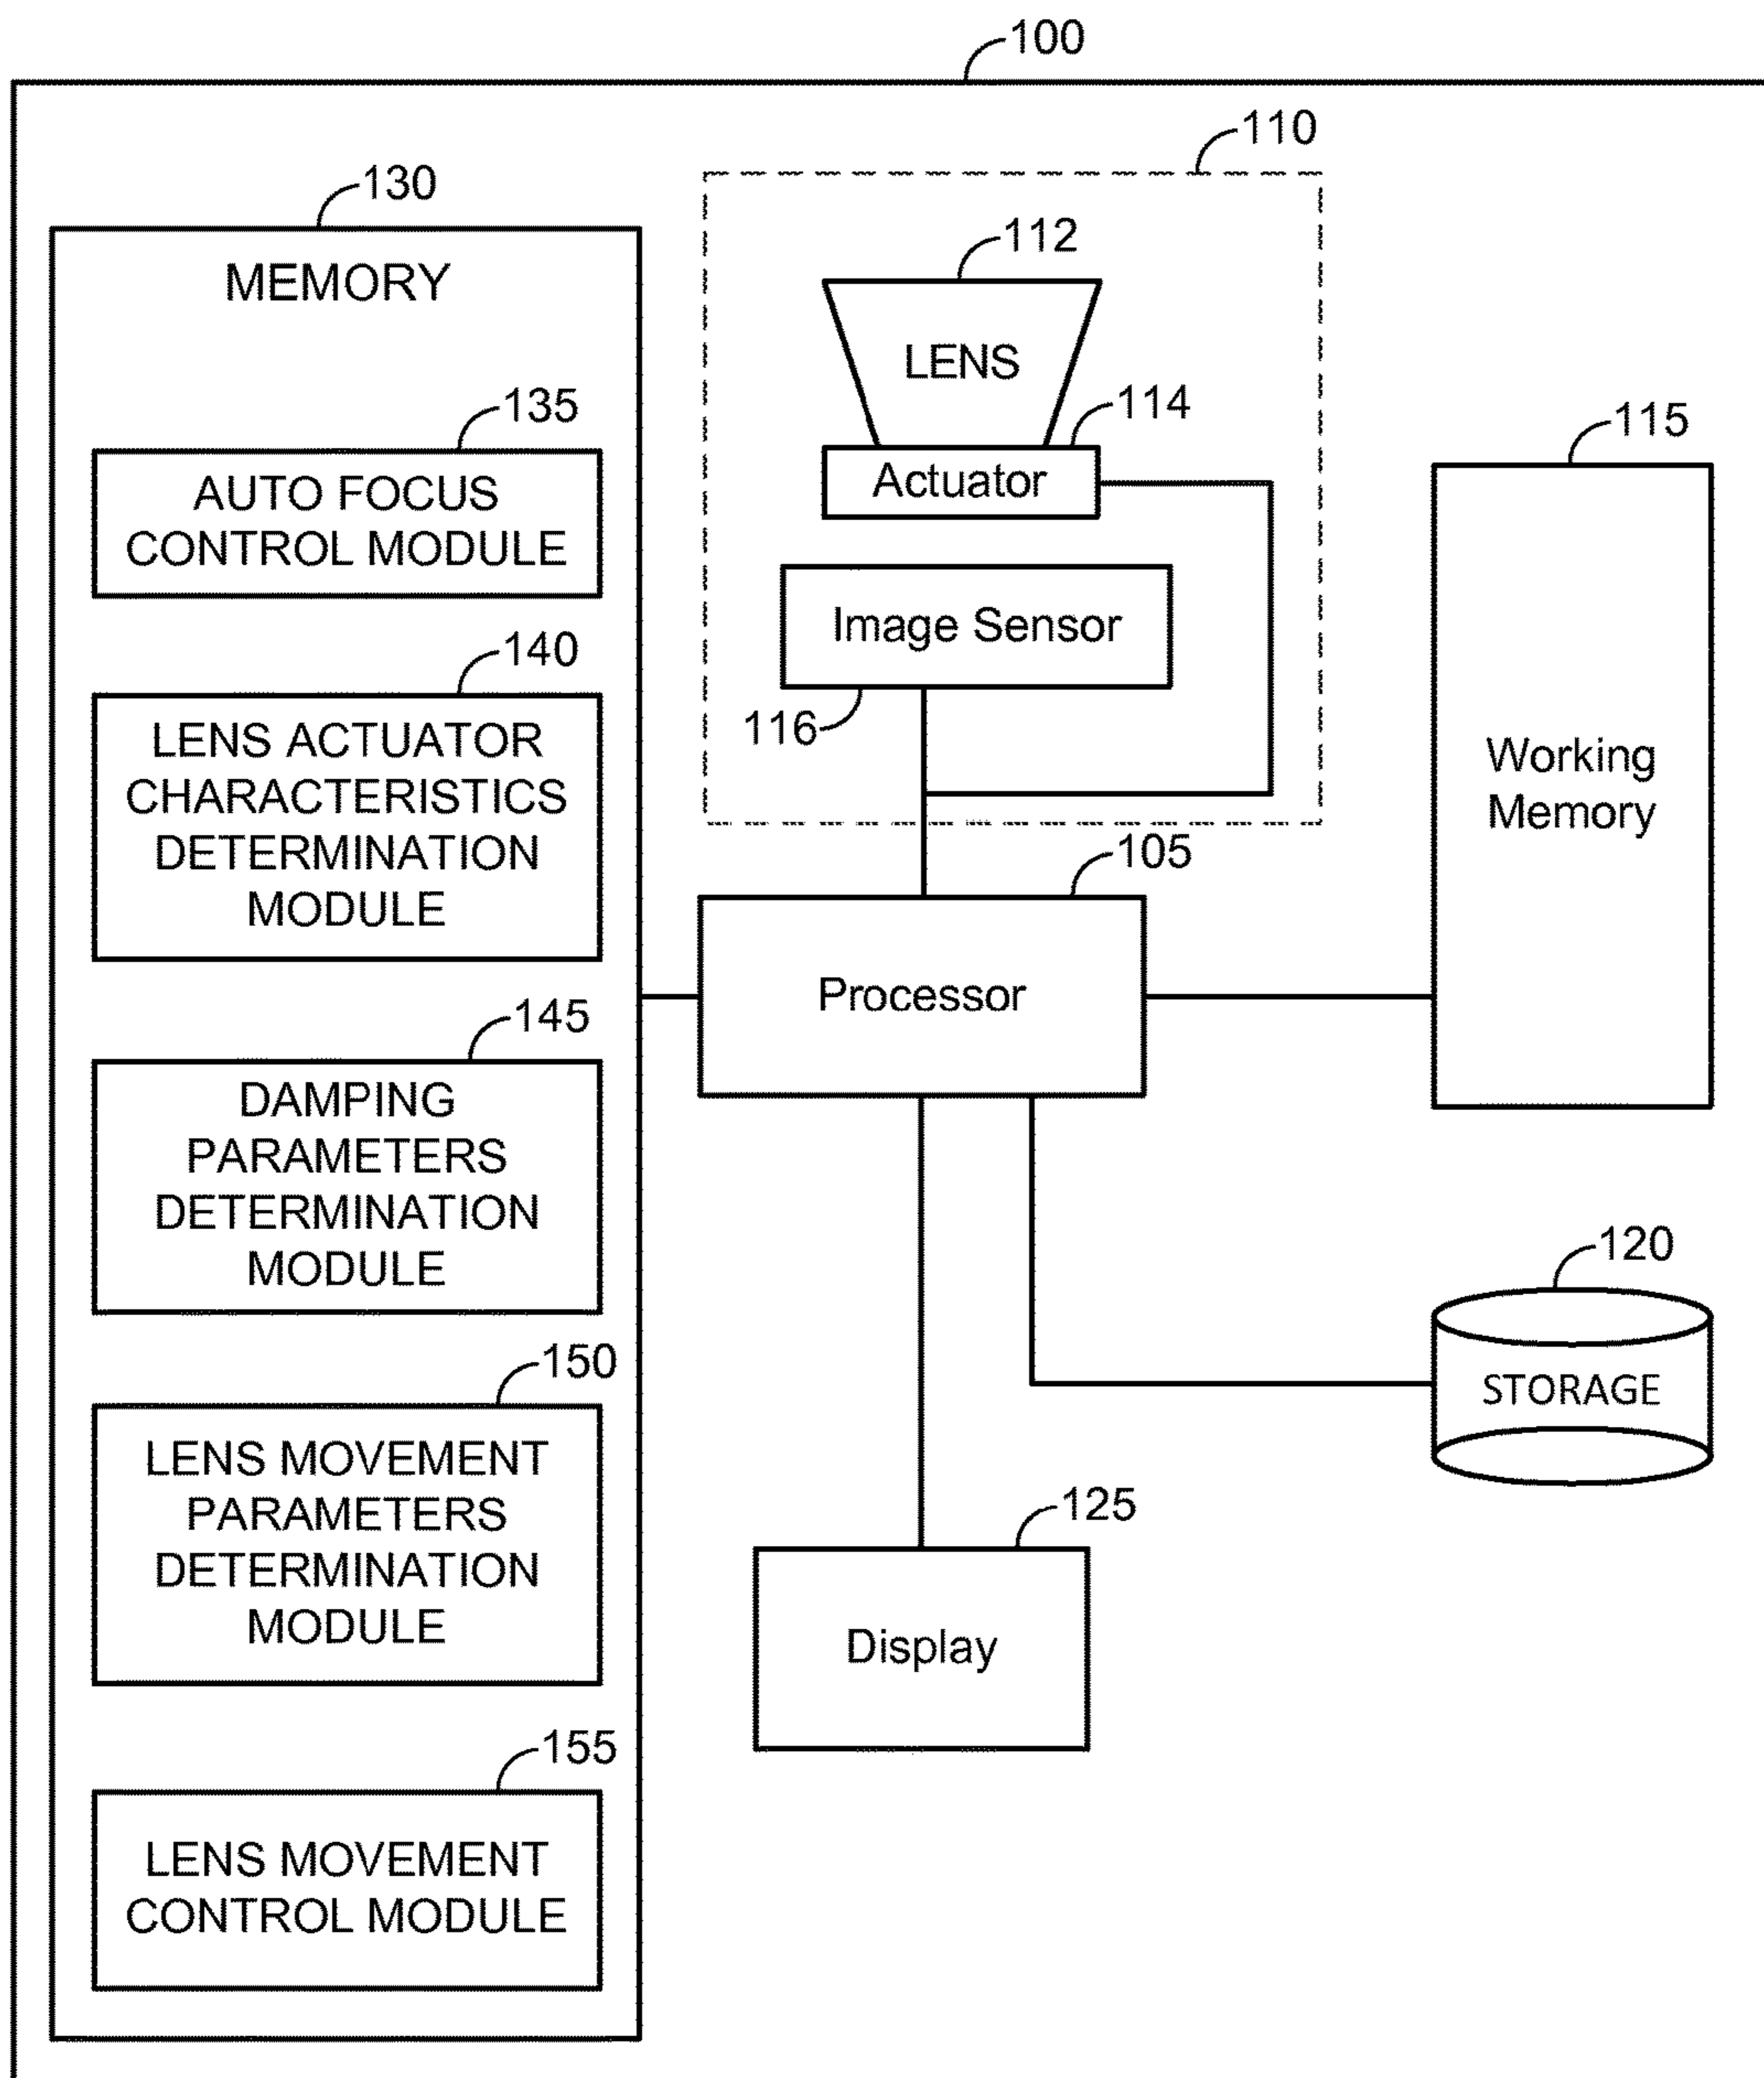 100
110
130
MEMORY
112
LENS
114
Actuator
135
AUTO FOCUS
CONTROL MODULE
115
Working
Memory
Image Sensor
116
140
LENS ACTUATOR
CHARACTERISTICS
DETERMINATION
MODULE
105
Processor
145
DAMPING
PARAMETERS
DETERMINATION
MODULE
120
STORAGE
150
LENS MOVEMENT
PARAMETERS
DETERMINATION
MODULE
125
Display
155
LENS MOVEMENT
CONTROL MODULE